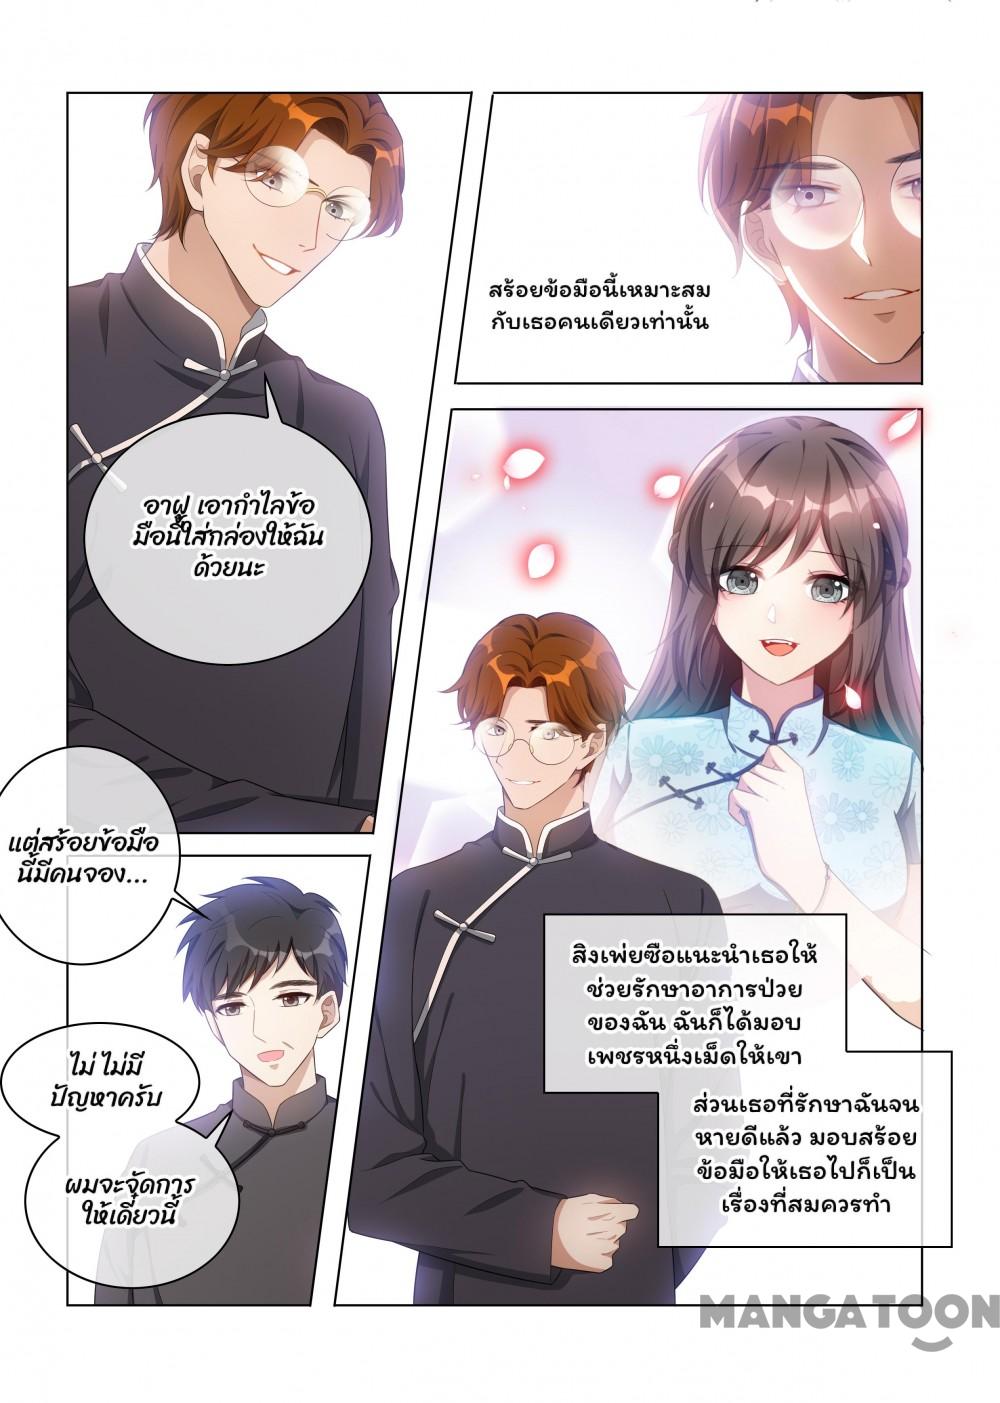 สร้อยข้อมือนี้เหมาะสม
กับเธอคนเดียวเท่านั้น
อาฝู เอากำไลข้อ
มือนี้ใส่กล่องให้ฉัน
ด้วยนะ
แต่สร้อยข้อมือ
นี้มีคนจอง...
ไม่ ไม่มี
ปัญหาครับ
ผมจะจัดการ
ให้เดี๋ยวนี้
สิงเพ่ยซือแนะนำเธอให้
ช่วยรักษาอาการป่วย
ของฉัน ฉันก็ได้มอบ
เพชรหนึ่งเม็ดให้เขา
ส่วนเธอที่รักษาฉันจน
หายดีแล้ว มอบสร้อย
ข้อมือให้เธอไปก็เป็น
เรื่องที่สมควรทำ
MANGATOON